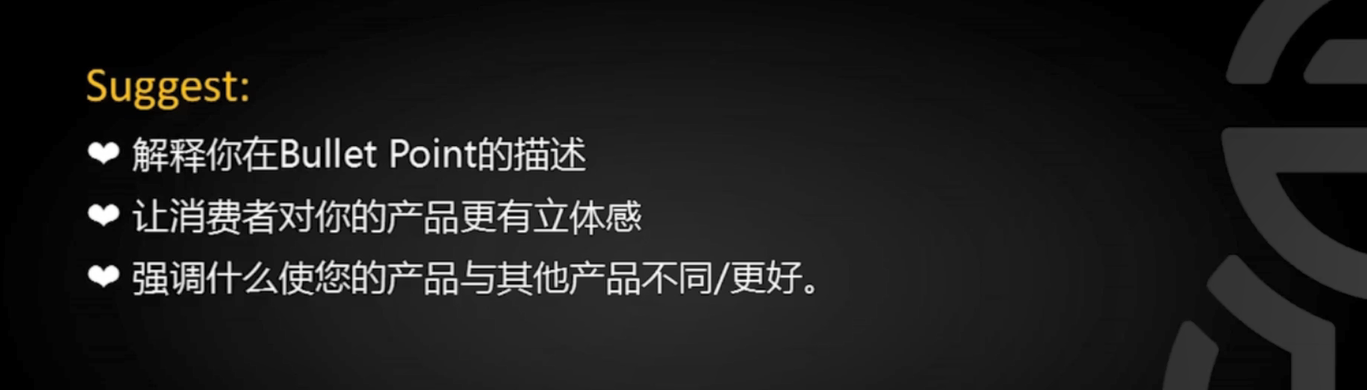 Suggest:
❤ 解释你在Bullet Point的描述
❤ 让消费者对你的产品更有立体感
❤ 强调什么使您的产品与其他产品不同/更好。